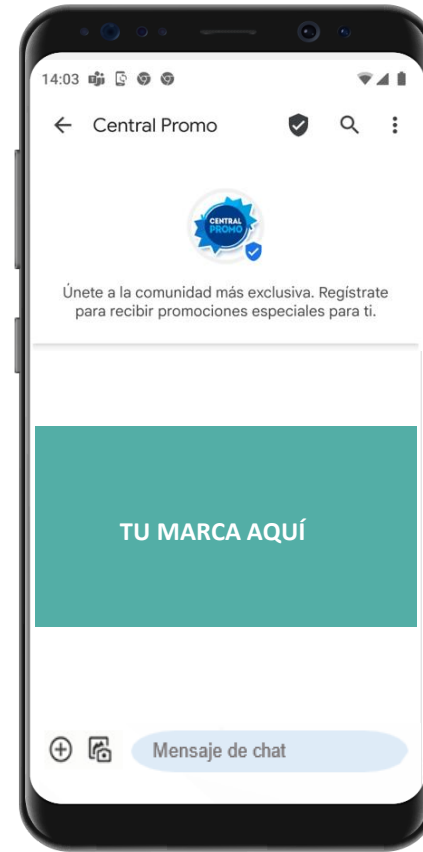 14:03
Central Promo
CENTRAL
PROMO
Únete a la comunidad más exclusiva. Regístrate
para recibir promociones especiales para ti.
TU MARCA AQUÍ
Mensaje de chat